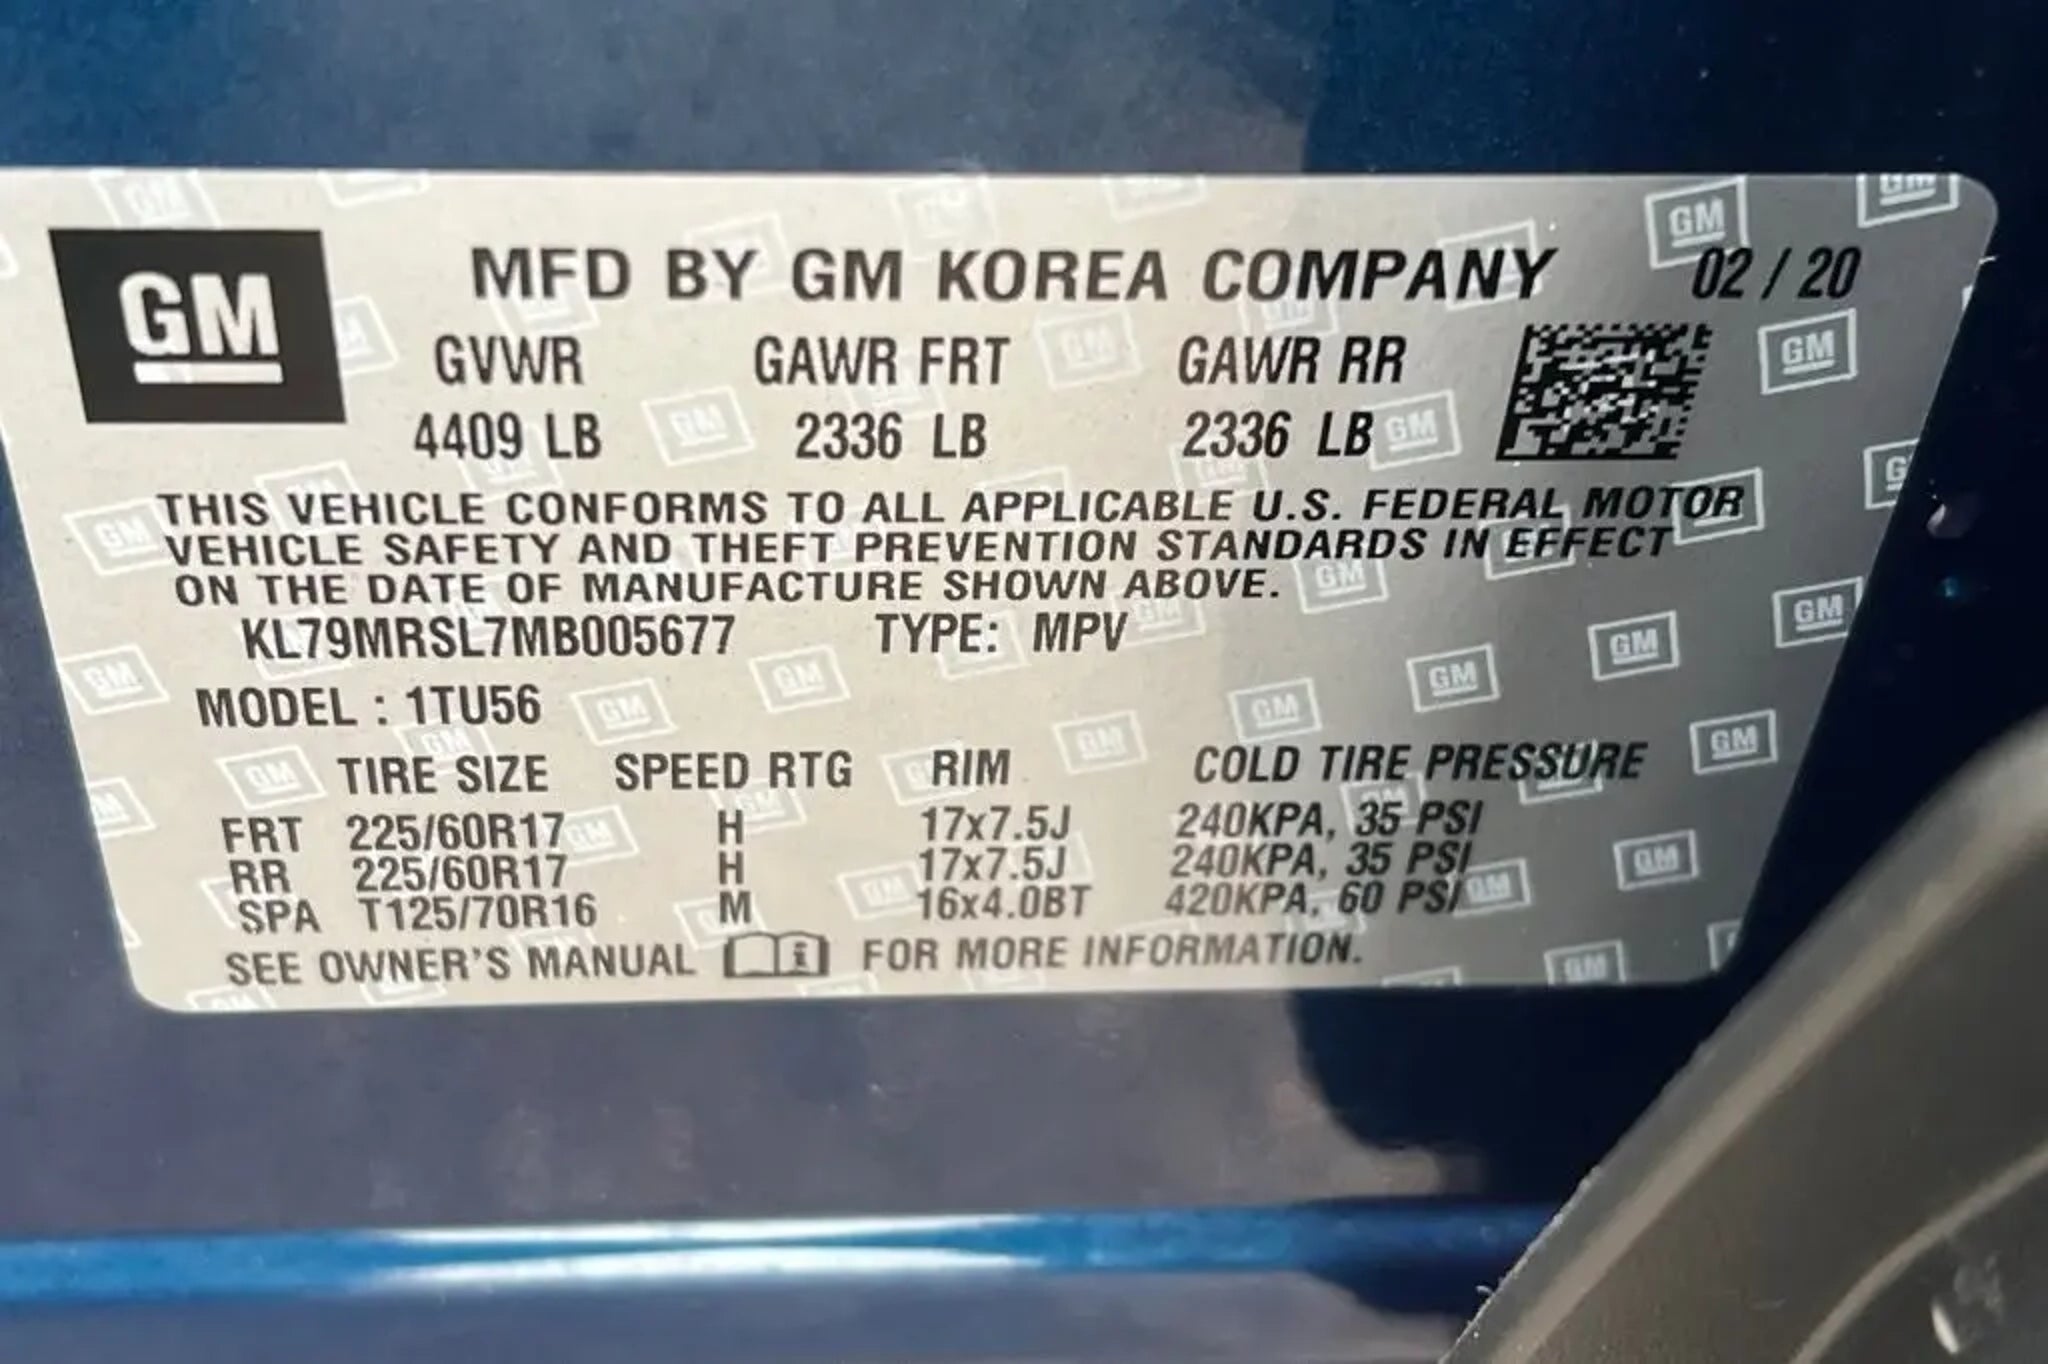 GM MFD BY GM KOREA COMPANY 02 / 20
GVWR GAWR FRT GAWR RR
4409 LB 2336 LB 2336 LB
THIS VEHICLE CONFORMS TO ALL APPLICABLE U.S. FEDERAL MOTOR
VEHICLE SAFETY AND THEFT PREVENTION STANDARDS IN EFFECT
ON THE DATE OF MANUFACTURE SHOWN ABOVE.
KL79MRSL7MB005677 TYPE: MPV
MODEL : 1TU56
TIRE SIZE SPEED RTG RIM COLD TIRE PRESSURE
FRT 225/60R17 H 17x7.5J 240KPA, 35 PSI
RR 225/60R17 H 17x7.5J 240KPA, 35 PSI
SPA T125/70R16 M 16x4.0BT 420KPA, 60 PSI
SEE OWNER'S MANUAL i FOR MORE INFORMATION.